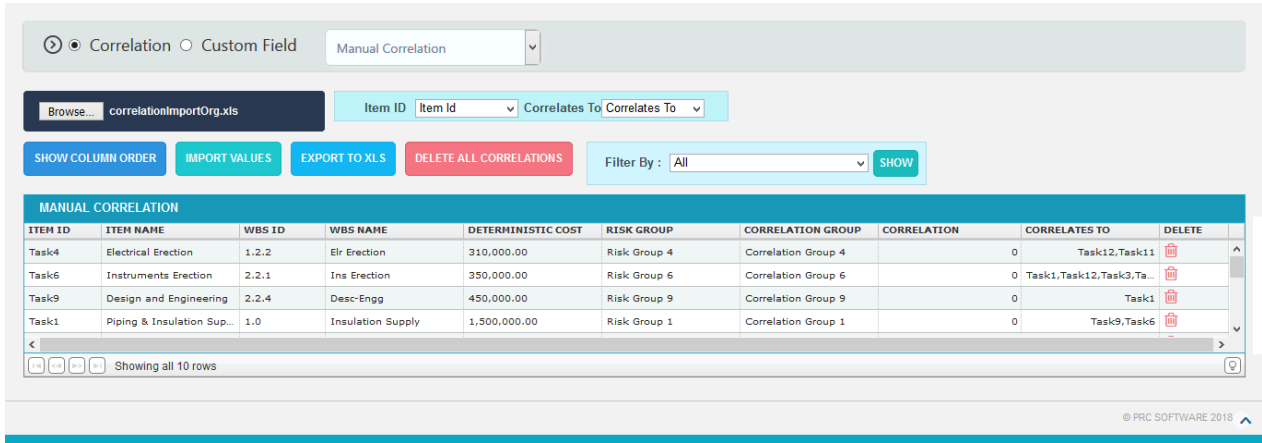 Correlation Custom Field Manual Correlation
Browse... correlationImportOrg.xls Item ID Item Id Correlates To Correlates To
SHOW COLUMN ORDER IMPORT VALUES EXPORT TO XLS DELETE ALL CORRELATIONS Filter By : All SHOW
MANUAL CORRELATION
ITEM ID ITEM NAME WBS ID WBS NAME DETERMINISTIC COST RISK GROUP CORRELATION GROUP CORRELATION CORRELATES TO DELETE
Task4 Electrical Erection 1.2.2 Elr Erection 310,000.00 Risk Group 4 Correlation Group 4 0 Task12,Task11
Task6 Instruments Erection 2.2.1 Ins Erection 350,000.00 Risk Group 6 Correlation Group 6 0 Task1,Task12,Task3,Ta...
Task9 Design and Engineering 2.2.4 Desc-Engg 450,000.00 Risk Group 9 Correlation Group 9 0 Task1
Task1 Piping & Insulation Sup... 1.0 Insulation Supply 1,500,000.00 Risk Group 1 Correlation Group 1 0 Task9,Task6
Showing all 10 rows
© PRC SOFTWARE 2018